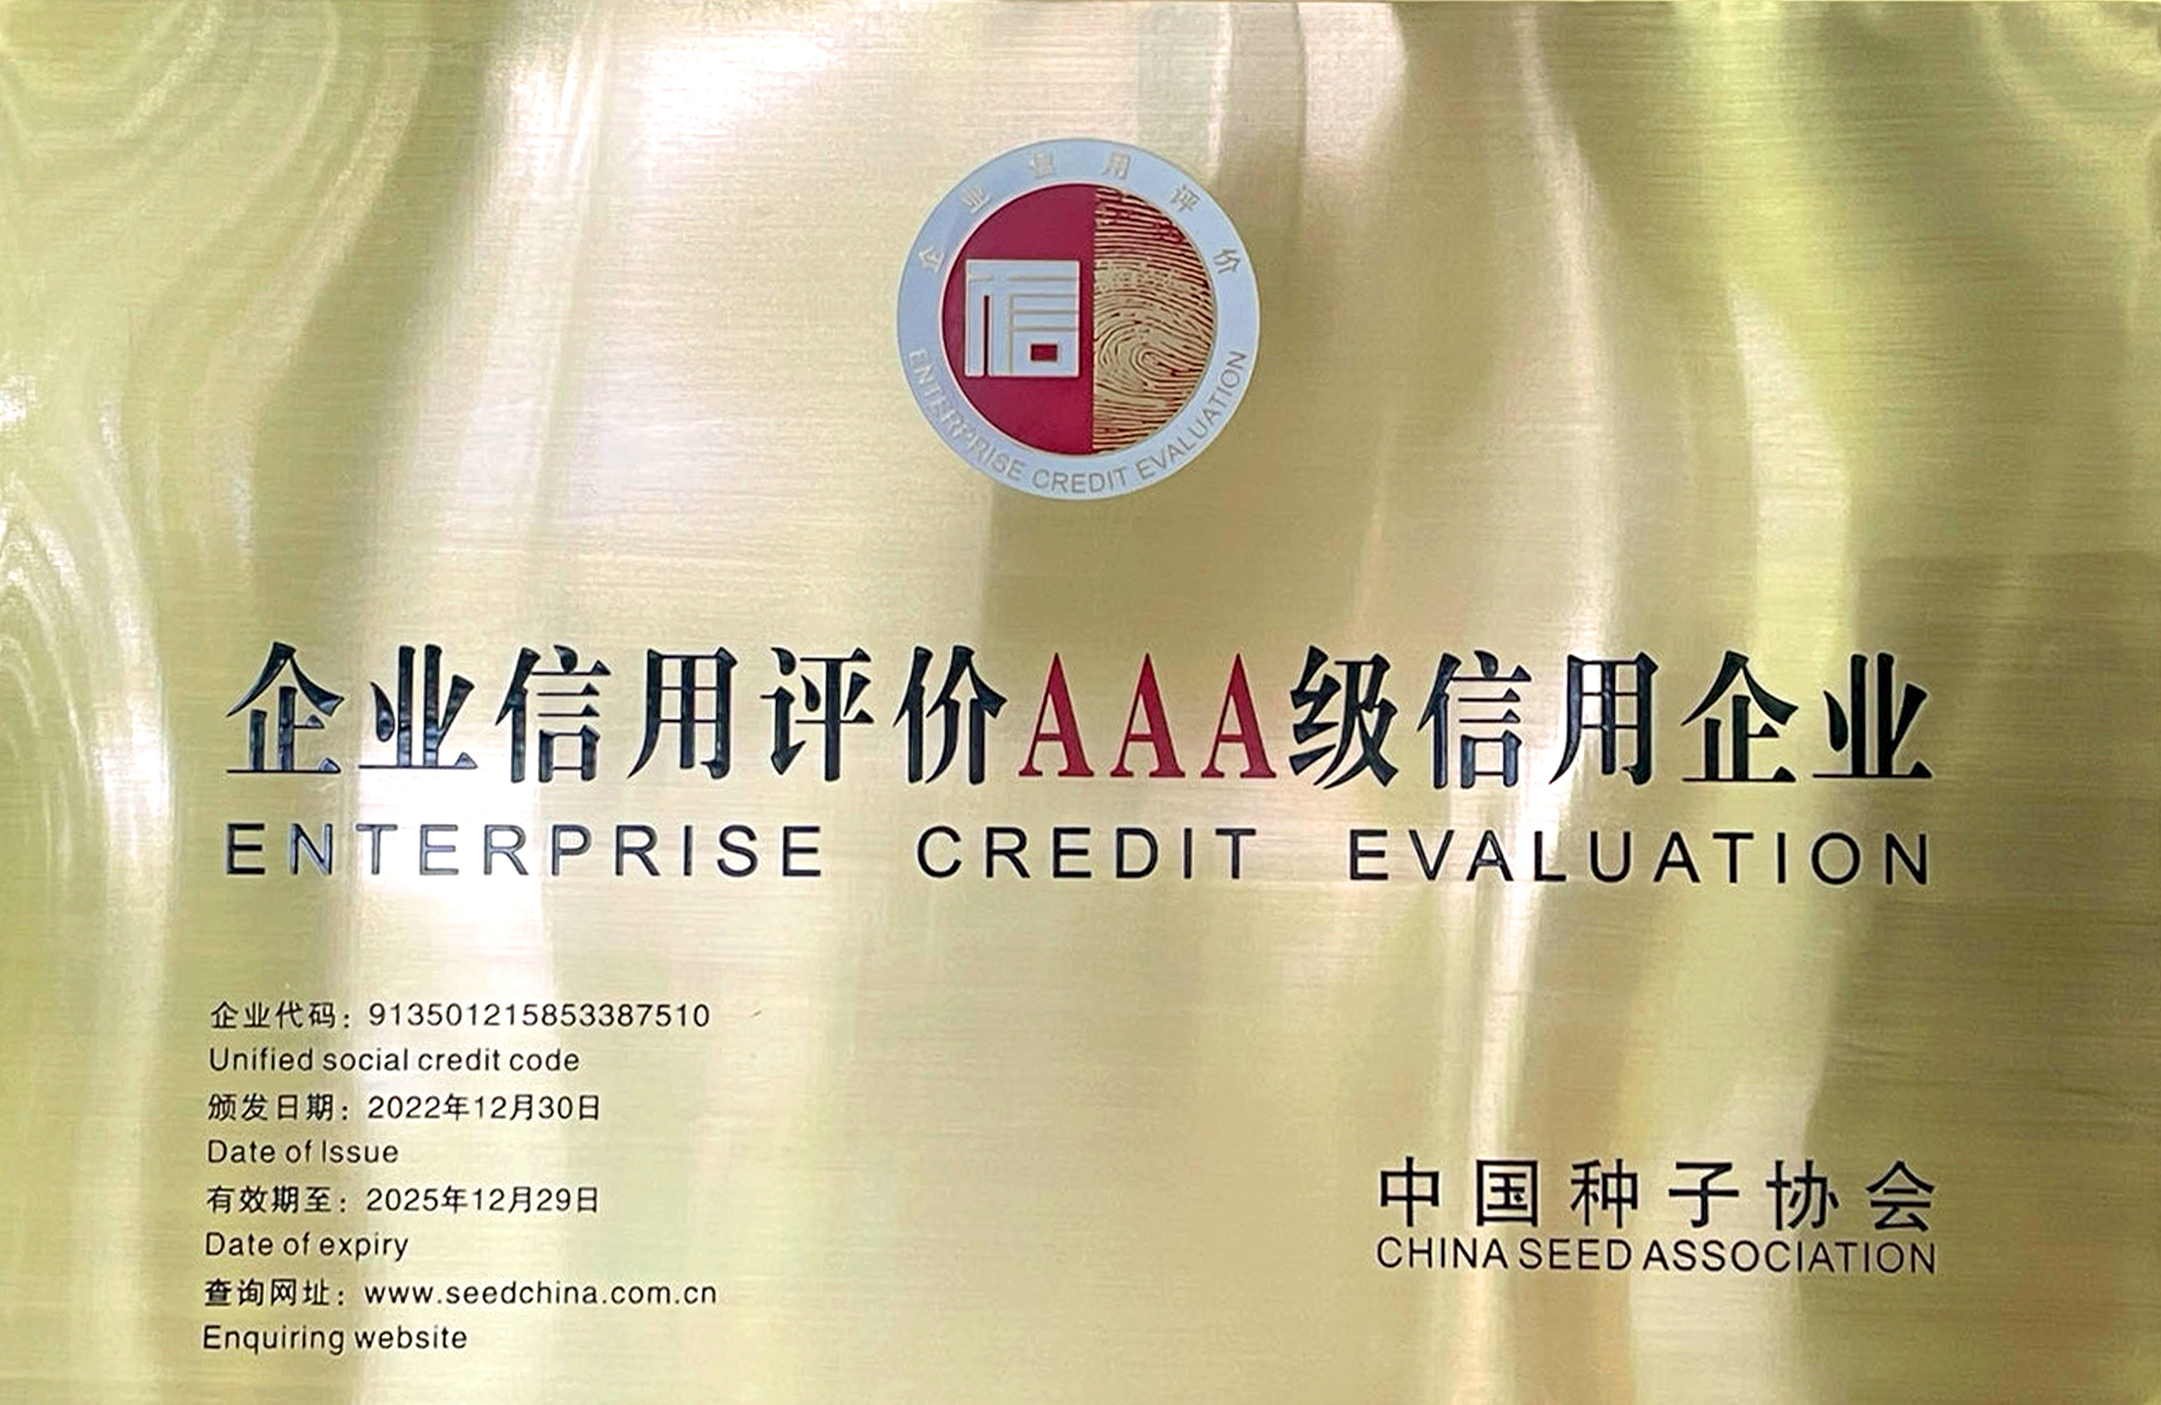 企业信用评价
信
ENTERPRISE CREDIT EVALUATION
企业信用评价AAA级信用企业
ENTERPRISE CREDIT EVALUATION
企业代码：913501215853387510
Unified social credit code
颁发日期：2022年12月30日
Date of Issue
有效期至：2025年12月29日
Date of expiry
查询网址：www.seedchina.com.cn
Enquiring website
中国种子协会
CHINA SEED ASSOCIATION